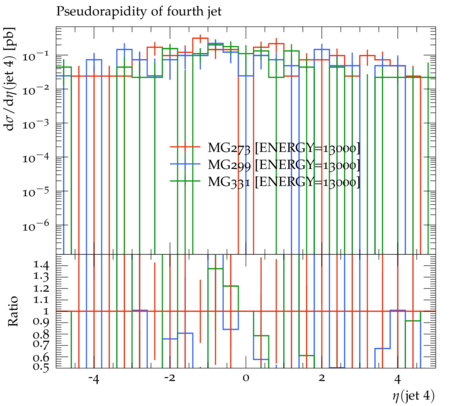 Pseudorapidity of fourth jet
dσ/dη(jet 4) [pb]
10⁻¹
10⁻²
10⁻³
10⁻⁴
10⁻⁵
10⁻⁶
MG273 [ENERGY=13000]
MG299 [ENERGY=13000]
MG331 [ENERGY=13000]
Ratio
1.4
1.3
1.2
1.1
1
0.9
0.8
0.7
0.6
0.5
-4 -2 0 2 4
η(jet 4)